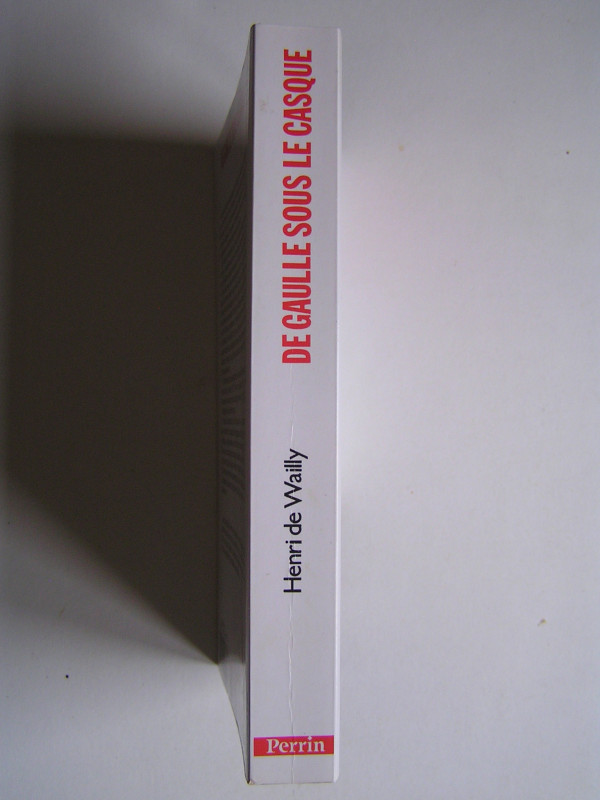 DE GAULLE SOUS LE CASQUE
Henri de Wailly
Perrin